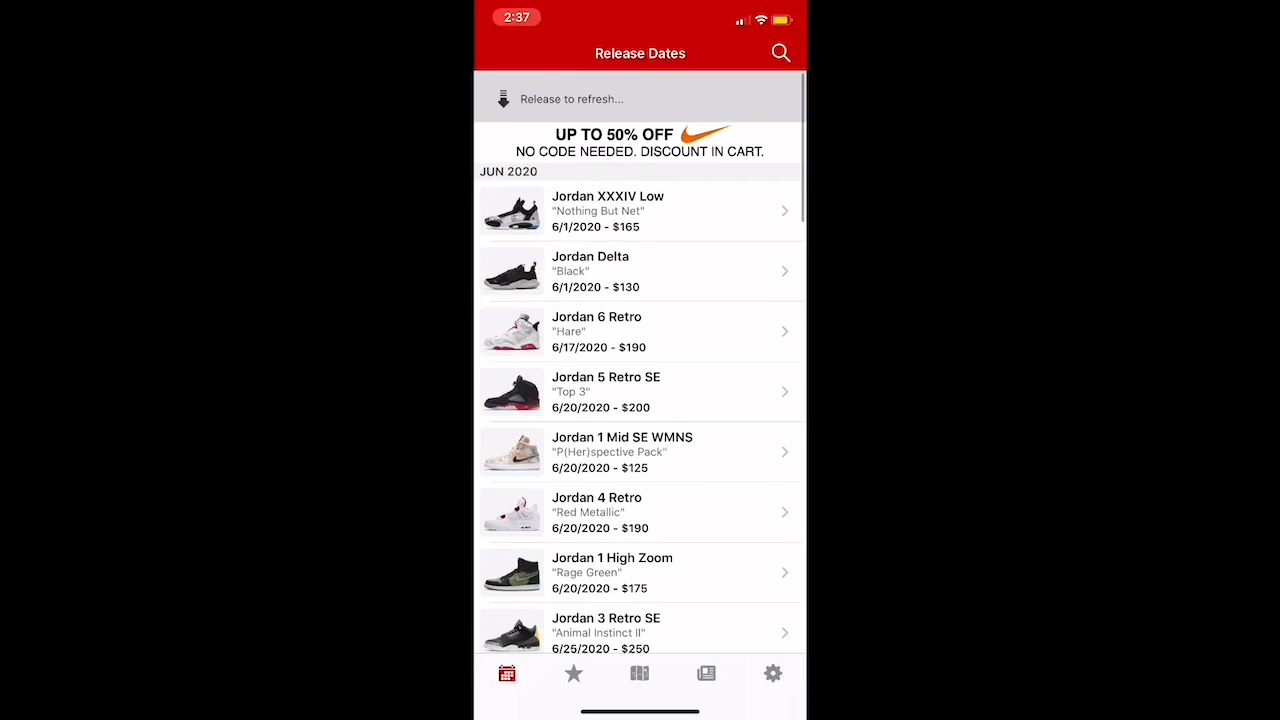 2:37
Release Dates
Release to refresh...
UP TO 50% OFF
NO CODE NEEDED. DISCOUNT IN CART.
JUN 2020
Jordan XXXIV Low
"Nothing But Net"
6/1/2020 - $165
Jordan Delta
"Black"
6/1/2020 - $130
Jordan 6 Retro
"Hare"
6/17/2020 - $190
Jordan 5 Retro SE
"Top 3"
6/20/2020 - $200
Jordan 1 Mid SE WMNS
"P(Her)spective Pack"
6/20/2020 - $125
Jordan 4 Retro
"Red Metallic"
6/20/2020 - $190
Jordan 1 High Zoom
"Rage Green"
6/20/2020 - $175
Jordan 3 Retro SE
"Animal Instinct II"
6/25/2020 - $250